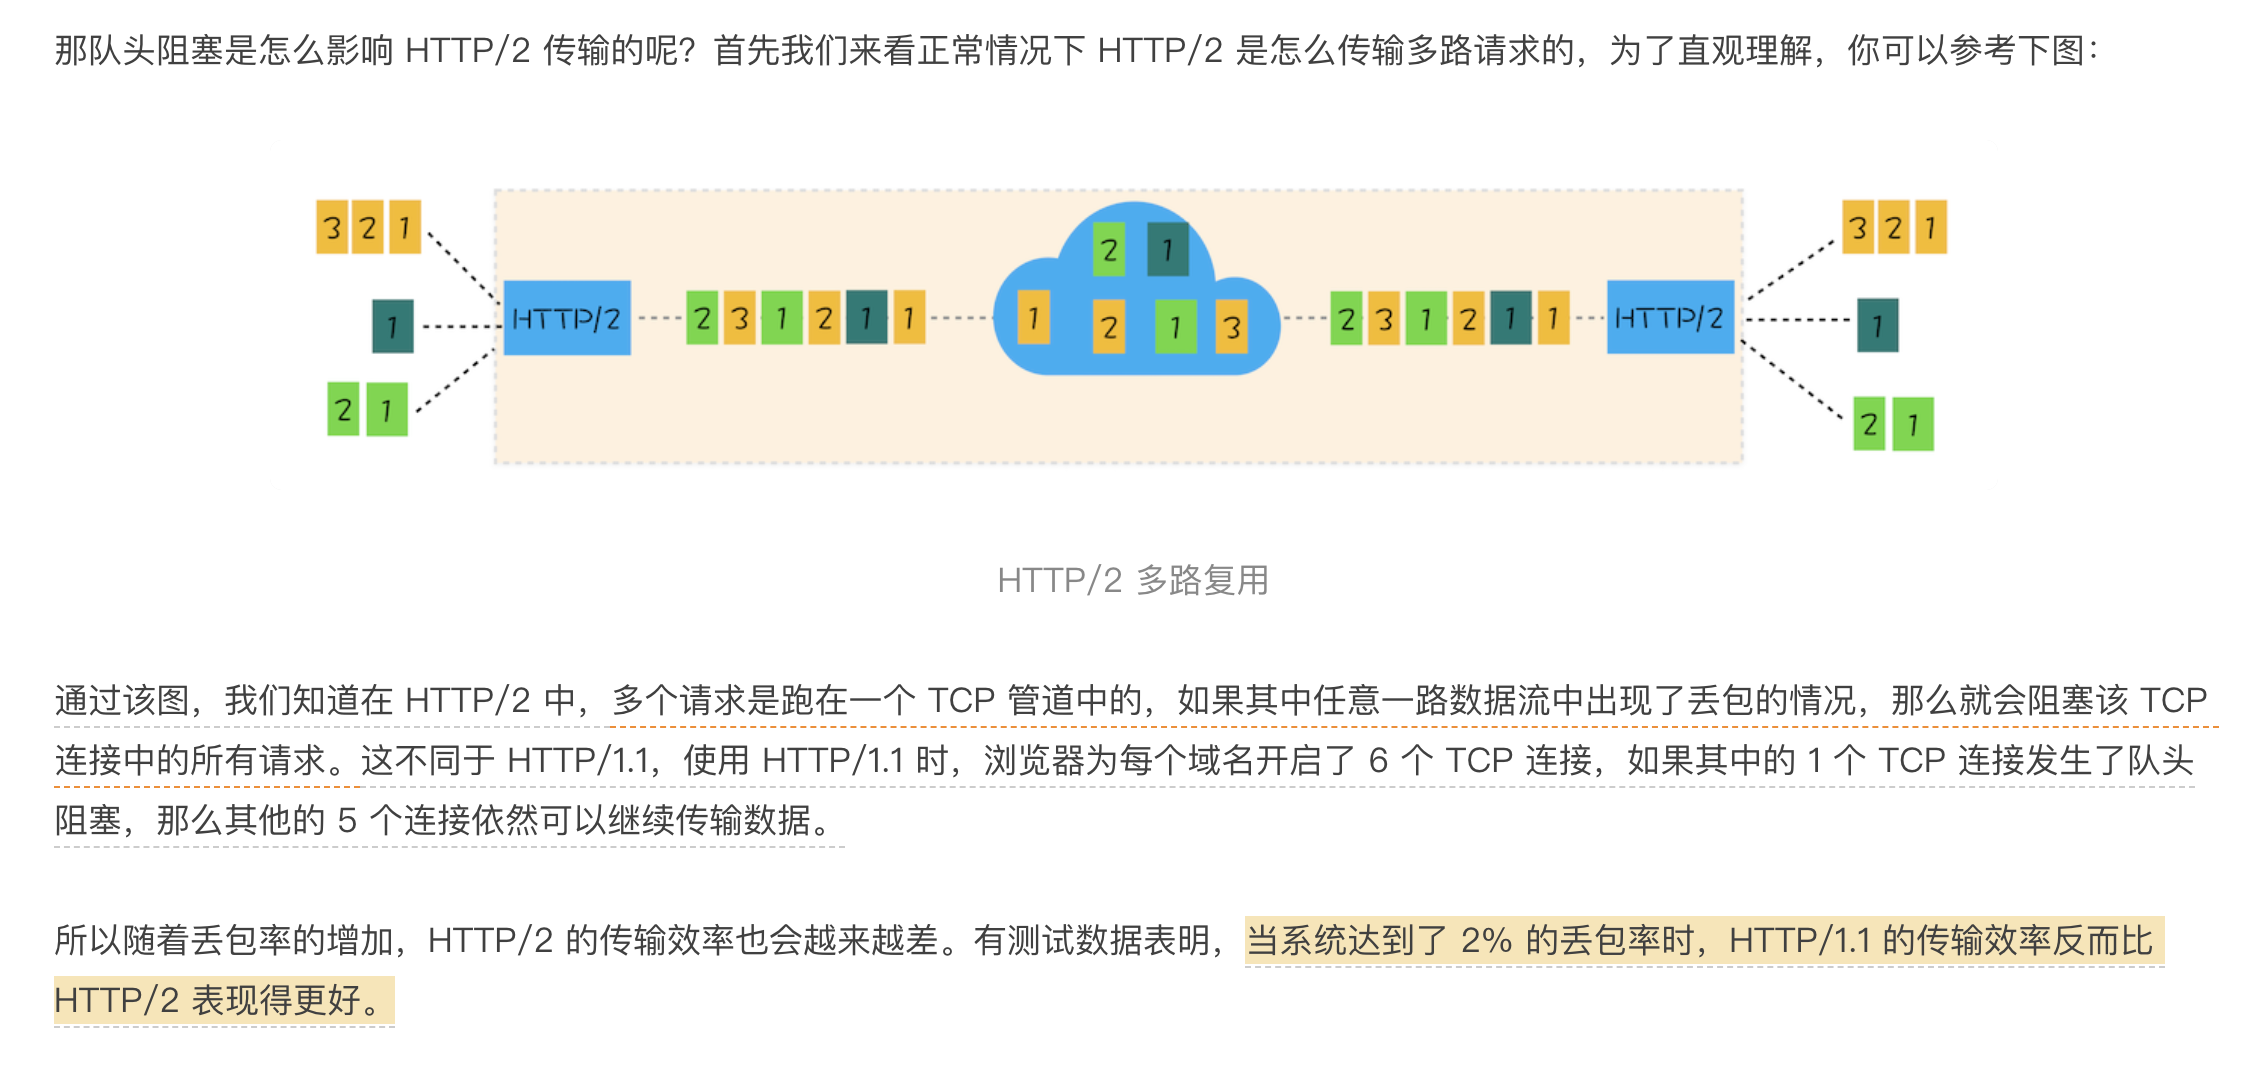 那队头阻塞是怎么影响 HTTP/2 传输的呢？首先我们来看正常情况下 HTTP/2 是怎么传输多路请求的，为了直观理解，你可以参考下图：
3 2 1
1
2 1
HTTP/2
2 3 1 2 1 1
2 1
1 2 1 3
2 3 1 2 1 1
HTTP/2
3 2 1
1
2 1
HTTP/2 多路复用
通过该图，我们知道在 HTTP/2 中，多个请求是跑在一个 TCP 管道中的，如果其中任意一路数据流中出现了丢包的情况，那么就会阻塞该 TCP
连接中的所有请求。这不同于 HTTP/1.1，使用 HTTP/1.1 时，浏览器为每个域名开启了 6 个 TCP 连接，如果其中的 1 个 TCP 连接发生了队头
阻塞，那么其他的 5 个连接依然可以继续传输数据。
所以随着丢包率的增加，HTTP/2 的传输效率也会越来越差。有测试数据表明，当系统达到了 2% 的丢包率时，HTTP/1.1 的传输效率反而比
HTTP/2 表现得更好。